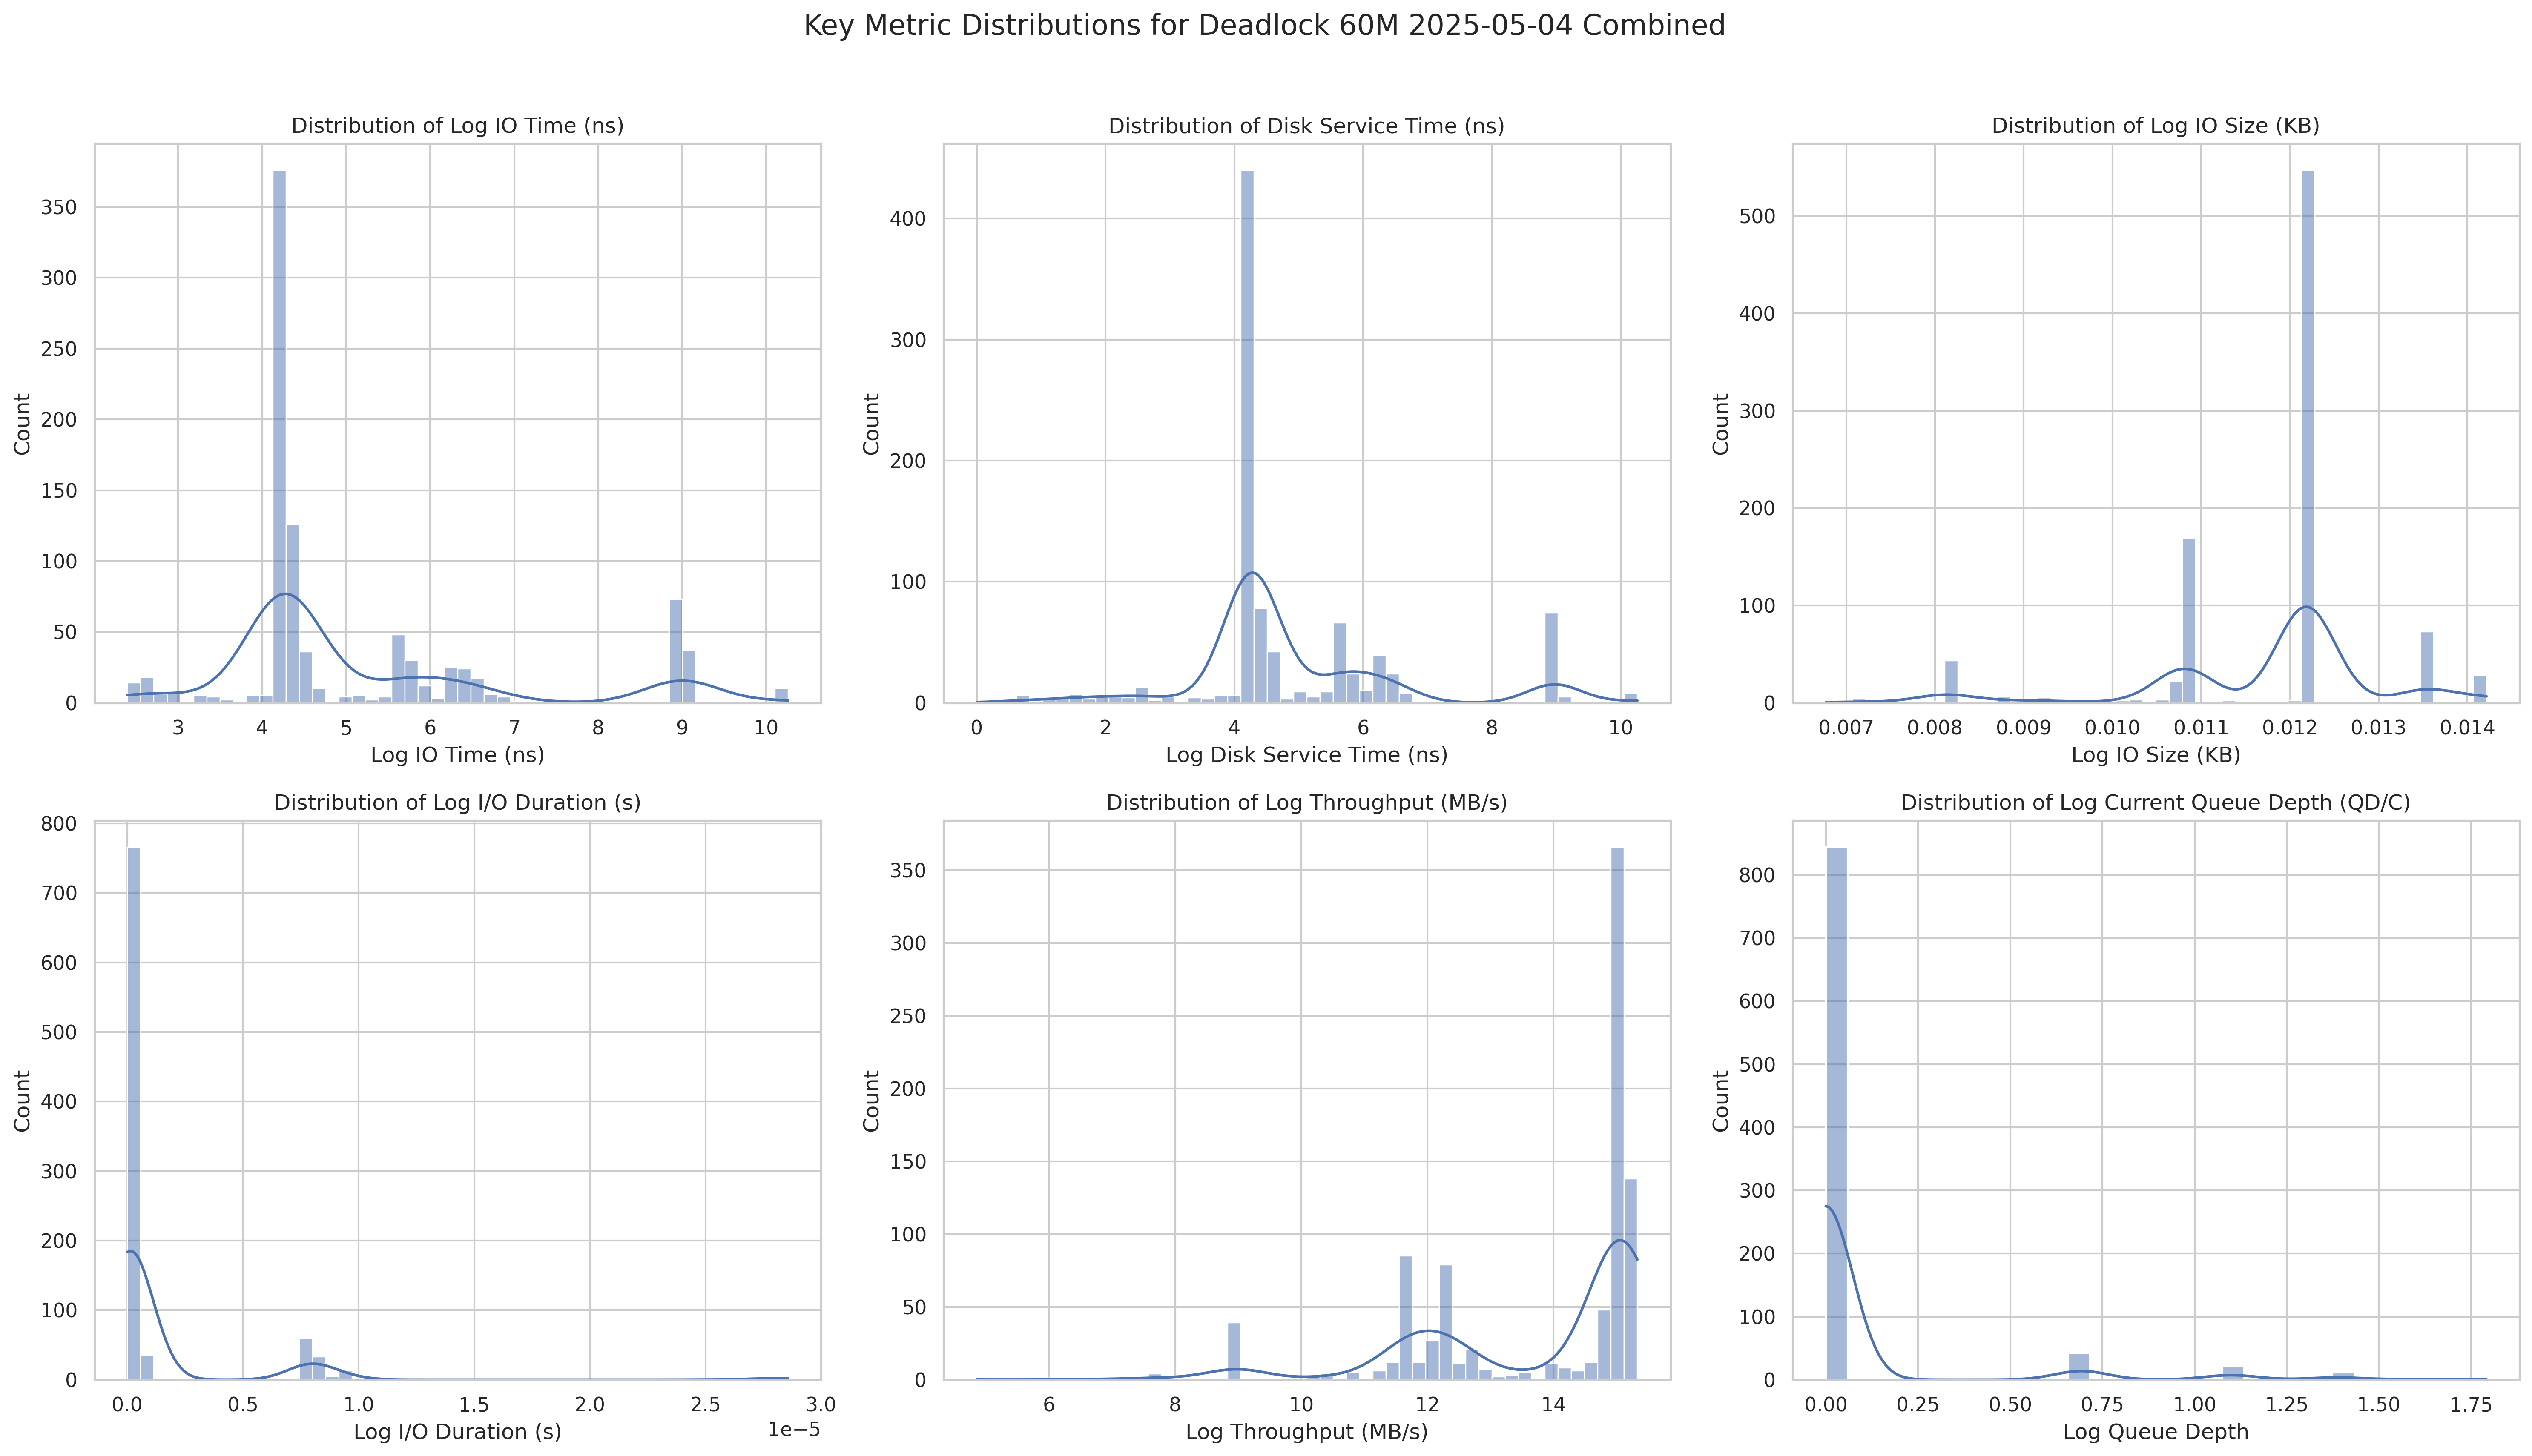 Key Metric Distributions for Deadlock 60M 2025-05-04 Combined
Distribution of Log IO Time (ns)
Count
350
300
250
200
150
100
50
0
3 4 5 6 7 8 9 10
Log IO Time (ns)
Distribution of Disk Service Time (ns)
Count
400
300
200
100
0
0 2 4 6 8 10
Log Disk Service Time (ns)
Distribution of Log IO Size (KB)
Count
500
400
300
200
100
0
0.007 0.008 0.009 0.010 0.011 0.012 0.013 0.014
Log IO Size (KB)
Distribution of Log I/O Duration (s)
Count
800
700
600
500
400
300
200
100
0
0.0 0.5 1.0 1.5 2.0 2.5 3.0
1e−5
Log I/O Duration (s)
Distribution of Log Throughput (MB/s)
Count
350
300
250
200
150
100
50
0
6 8 10 12 14
Log Throughput (MB/s)
Distribution of Log Current Queue Depth (QD/C)
Count
800
700
600
500
400
300
200
100
0
0.00 0.25 0.50 0.75 1.00 1.25 1.50 1.75
Log Queue Depth